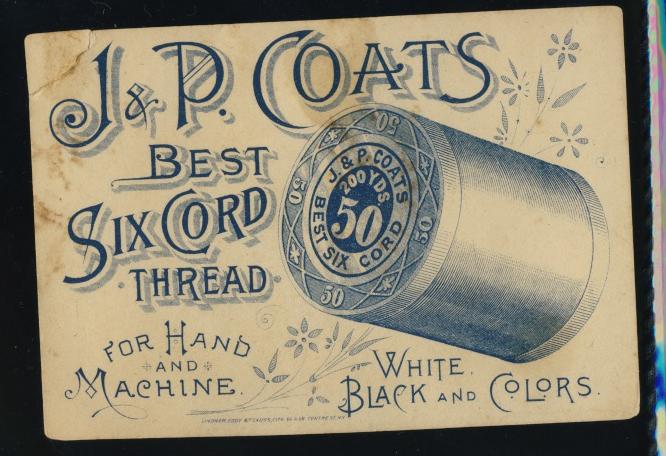 J & P. COATS
BEST
SIX CORD
THREAD.
FOR HAND
AND
MACHINE.
WHITE,
BLACK AND COLORS.
J. & P. COATS
200 YDS
50
BEST SIX CORD
50
50
50
50